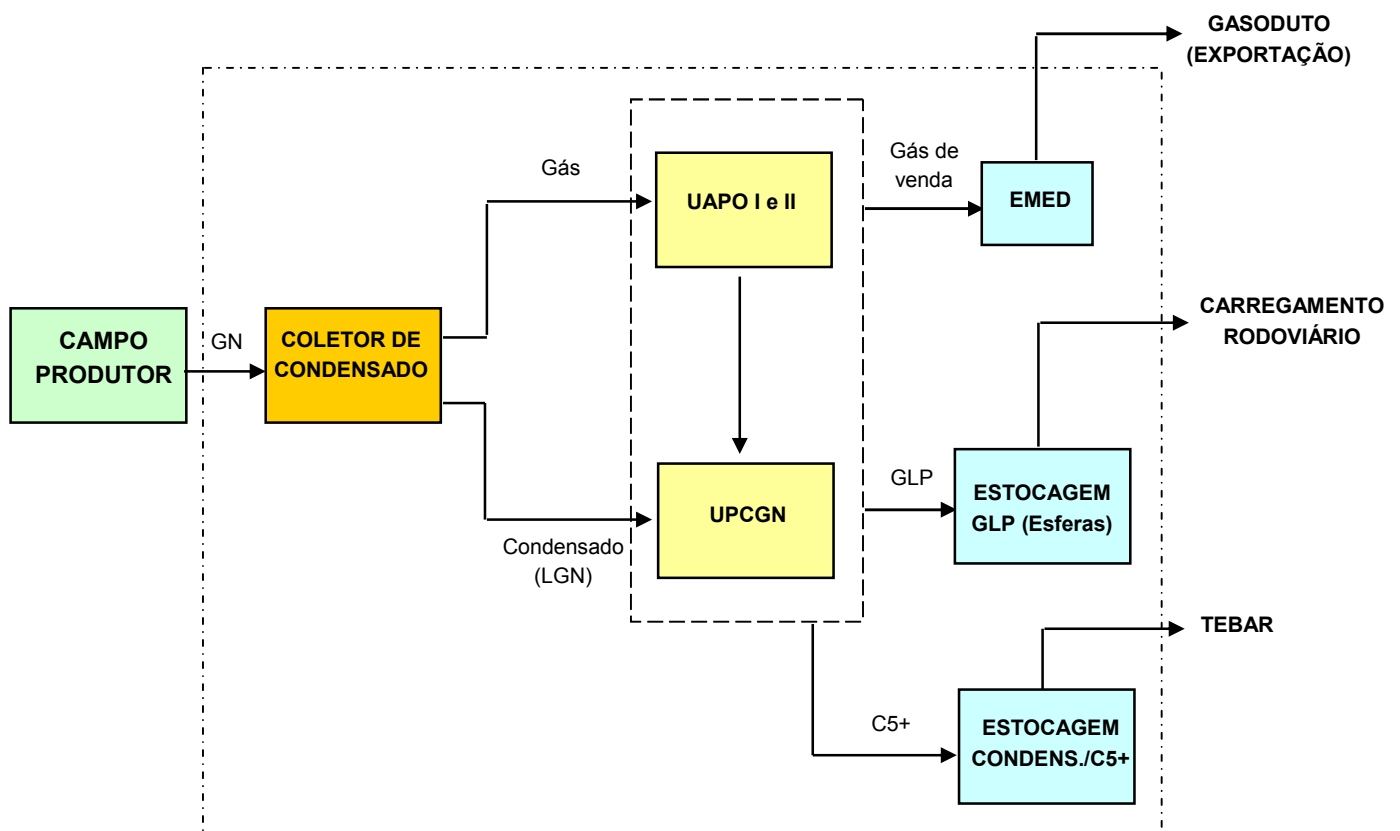 GASODUTO
(EXPORTAÇÃO)
Gás de
venda
Gás
UAPO I e II
EMED
CARREGAMENTO
RODOVIÁRIO
CAMPO
PRODUTOR
GN
COLETOR DE
CONDENSADO
GLP
ESTOCAGEM
GLP (Esferas)
UPCGN
Condensado
(LGN)
TEBAR
C5+
ESTOCAGEM
CONDENS./C5+